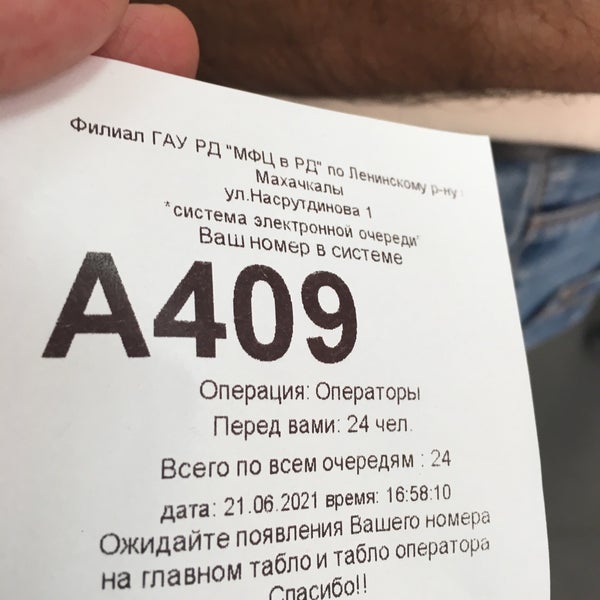 Филиал ГАУ РД "МФЦ в РД" по Ленинскому р-ну
Махачкалы
ул.Насрутдинова 1
*система электронной очереди*
Ваш номер в системе
А409
Операция: Операторы
Перед вами: 24 чел.
Всего по всем очередям : 24
дата: 21.06.2021 время: 16:58:10
Ожидайте появления Вашего номера
на главном табло и табло оператора
Спасибо!!